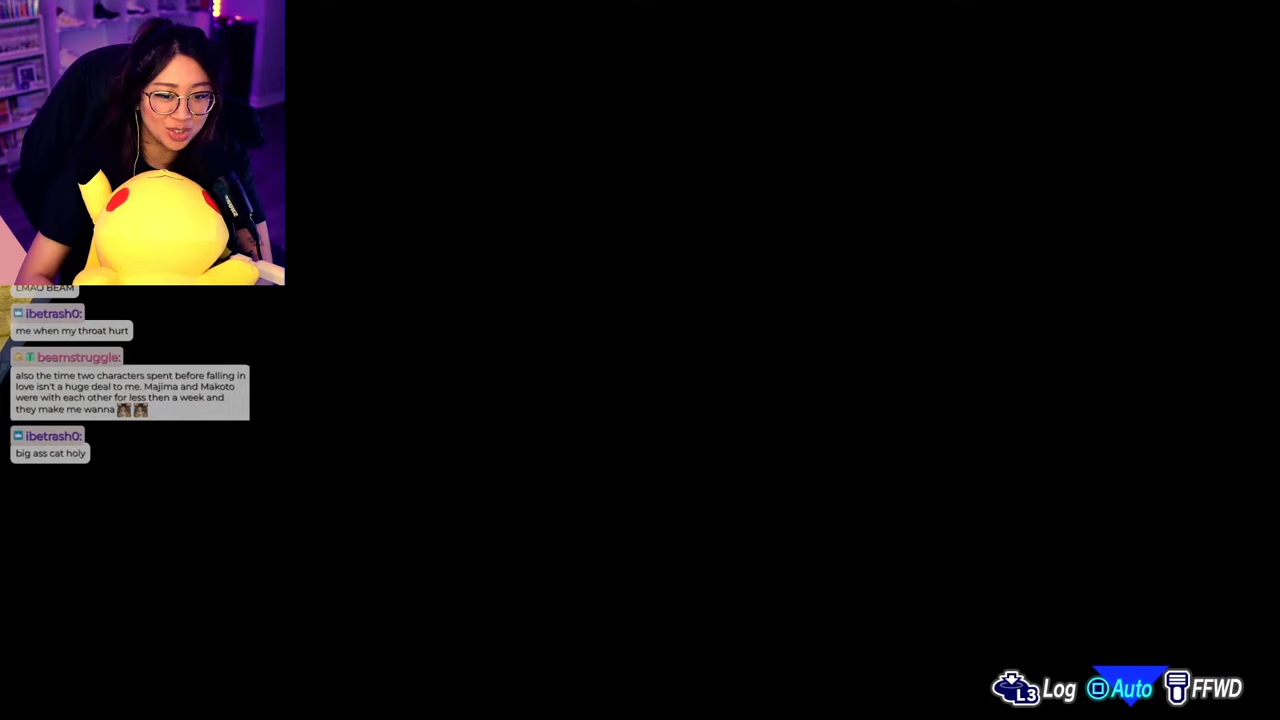 LMAO BEAM
ibetrash0:
me when my throat hurt
beamstruggle:
also the time two characters spent before falling in
love isn't a huge deal to me. Majima and Makoto
were with each other for less then a week and
they make me wanna
ibetrash0:
big ass cat holy
L3 Log Auto FFWD